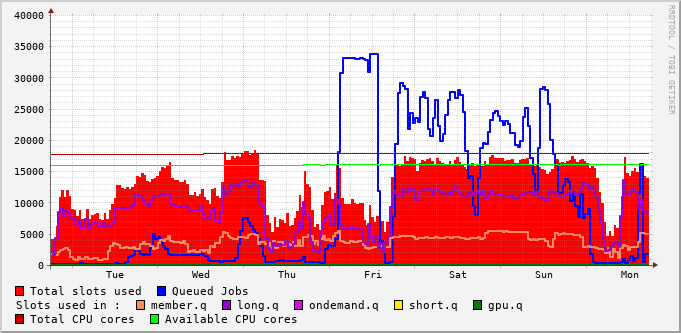 40000
35000
30000
25000
20000
15000
10000
5000
0
Tue Wed Thu Fri Sat Sun Mon
RRDTOOL / TOBI OETIKER
Total slots used Queued Jobs
Slots used in : member.q long.q ondemand.q short.q gpu.q
Total CPU cores Available CPU cores